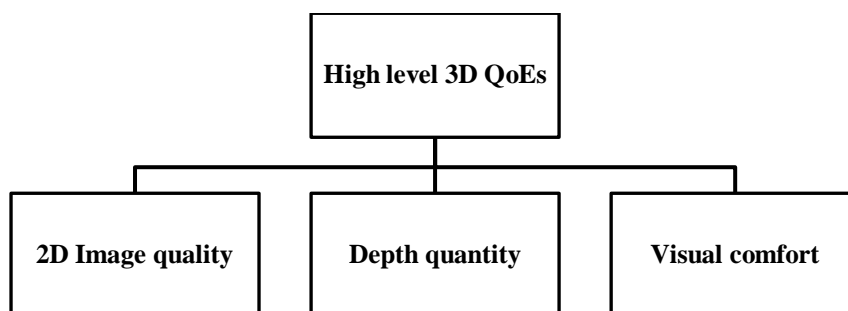 High level 3D QoEs
2D Image quality
Depth quantity
Visual comfort